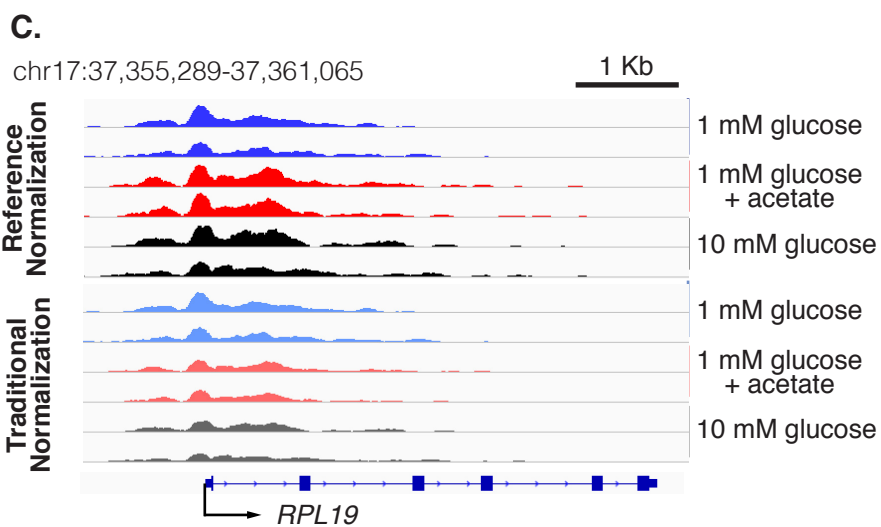 C.
chr17:37,355,289-37,361,065
1 Kb
Reference
Normalization
1 mM glucose
1 mM glucose
+ acetate
10 mM glucose
Traditional
Normalization
1 mM glucose
1 mM glucose
+ acetate
10 mM glucose
RPL19